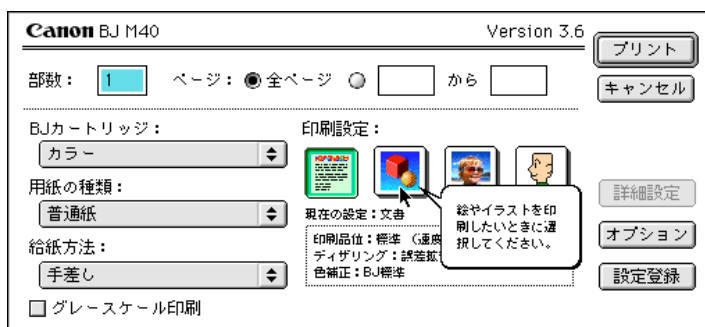 Canon BJ M40 Version 3.6
プリント
部数： 1 ページ： 全ページ から
キャンセル
BJカートリッジ： 印刷設定：
カラー
用紙の種類： 詳細設定
普通紙 現在の設定：文書
絵やイラストを印
刷したいときに選
択してください。
給紙方法： 印刷品位：標準 （速度
オプション
ディザリング：誤差拡
手差し 色補正：BJ標準 設定登録
グレースケール印刷